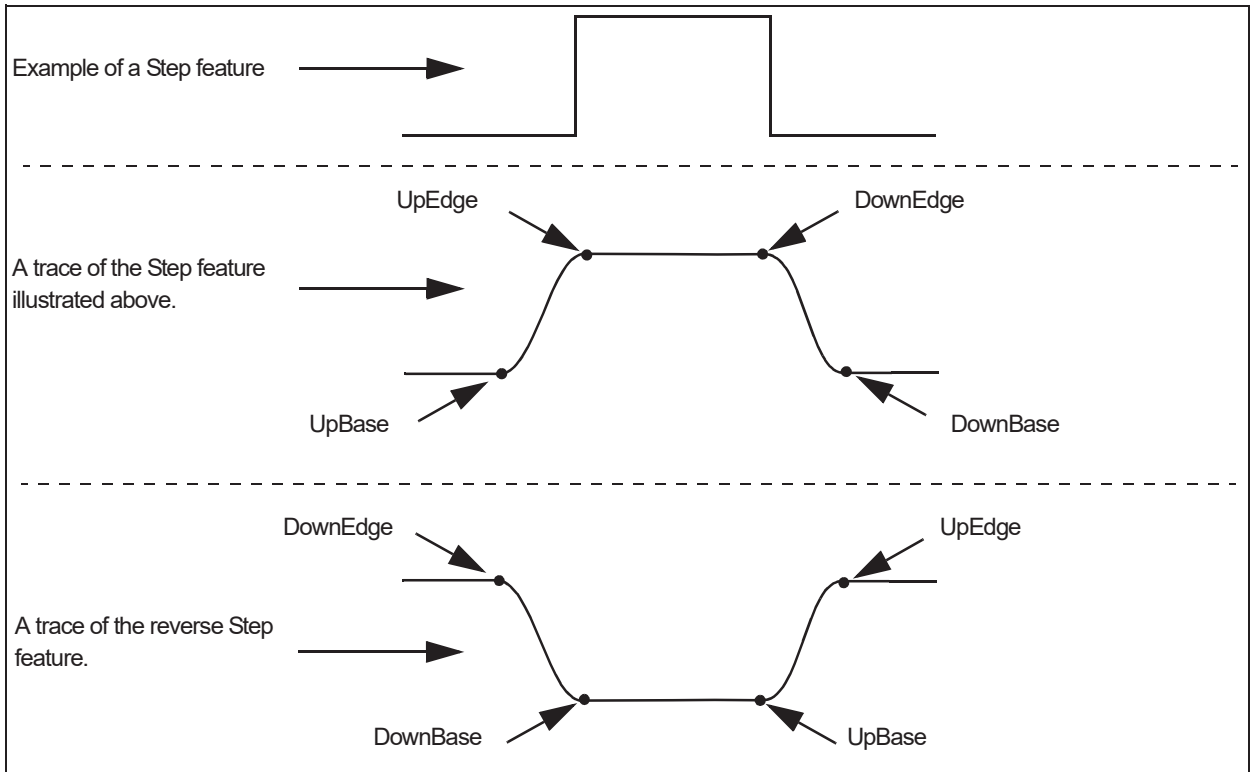 Example of a Step feature
UpEdge
DownEdge
A trace of the Step feature
illustrated above.
UpBase
DownBase
DownEdge
UpEdge
A trace of the reverse Step
feature.
DownBase
UpBase